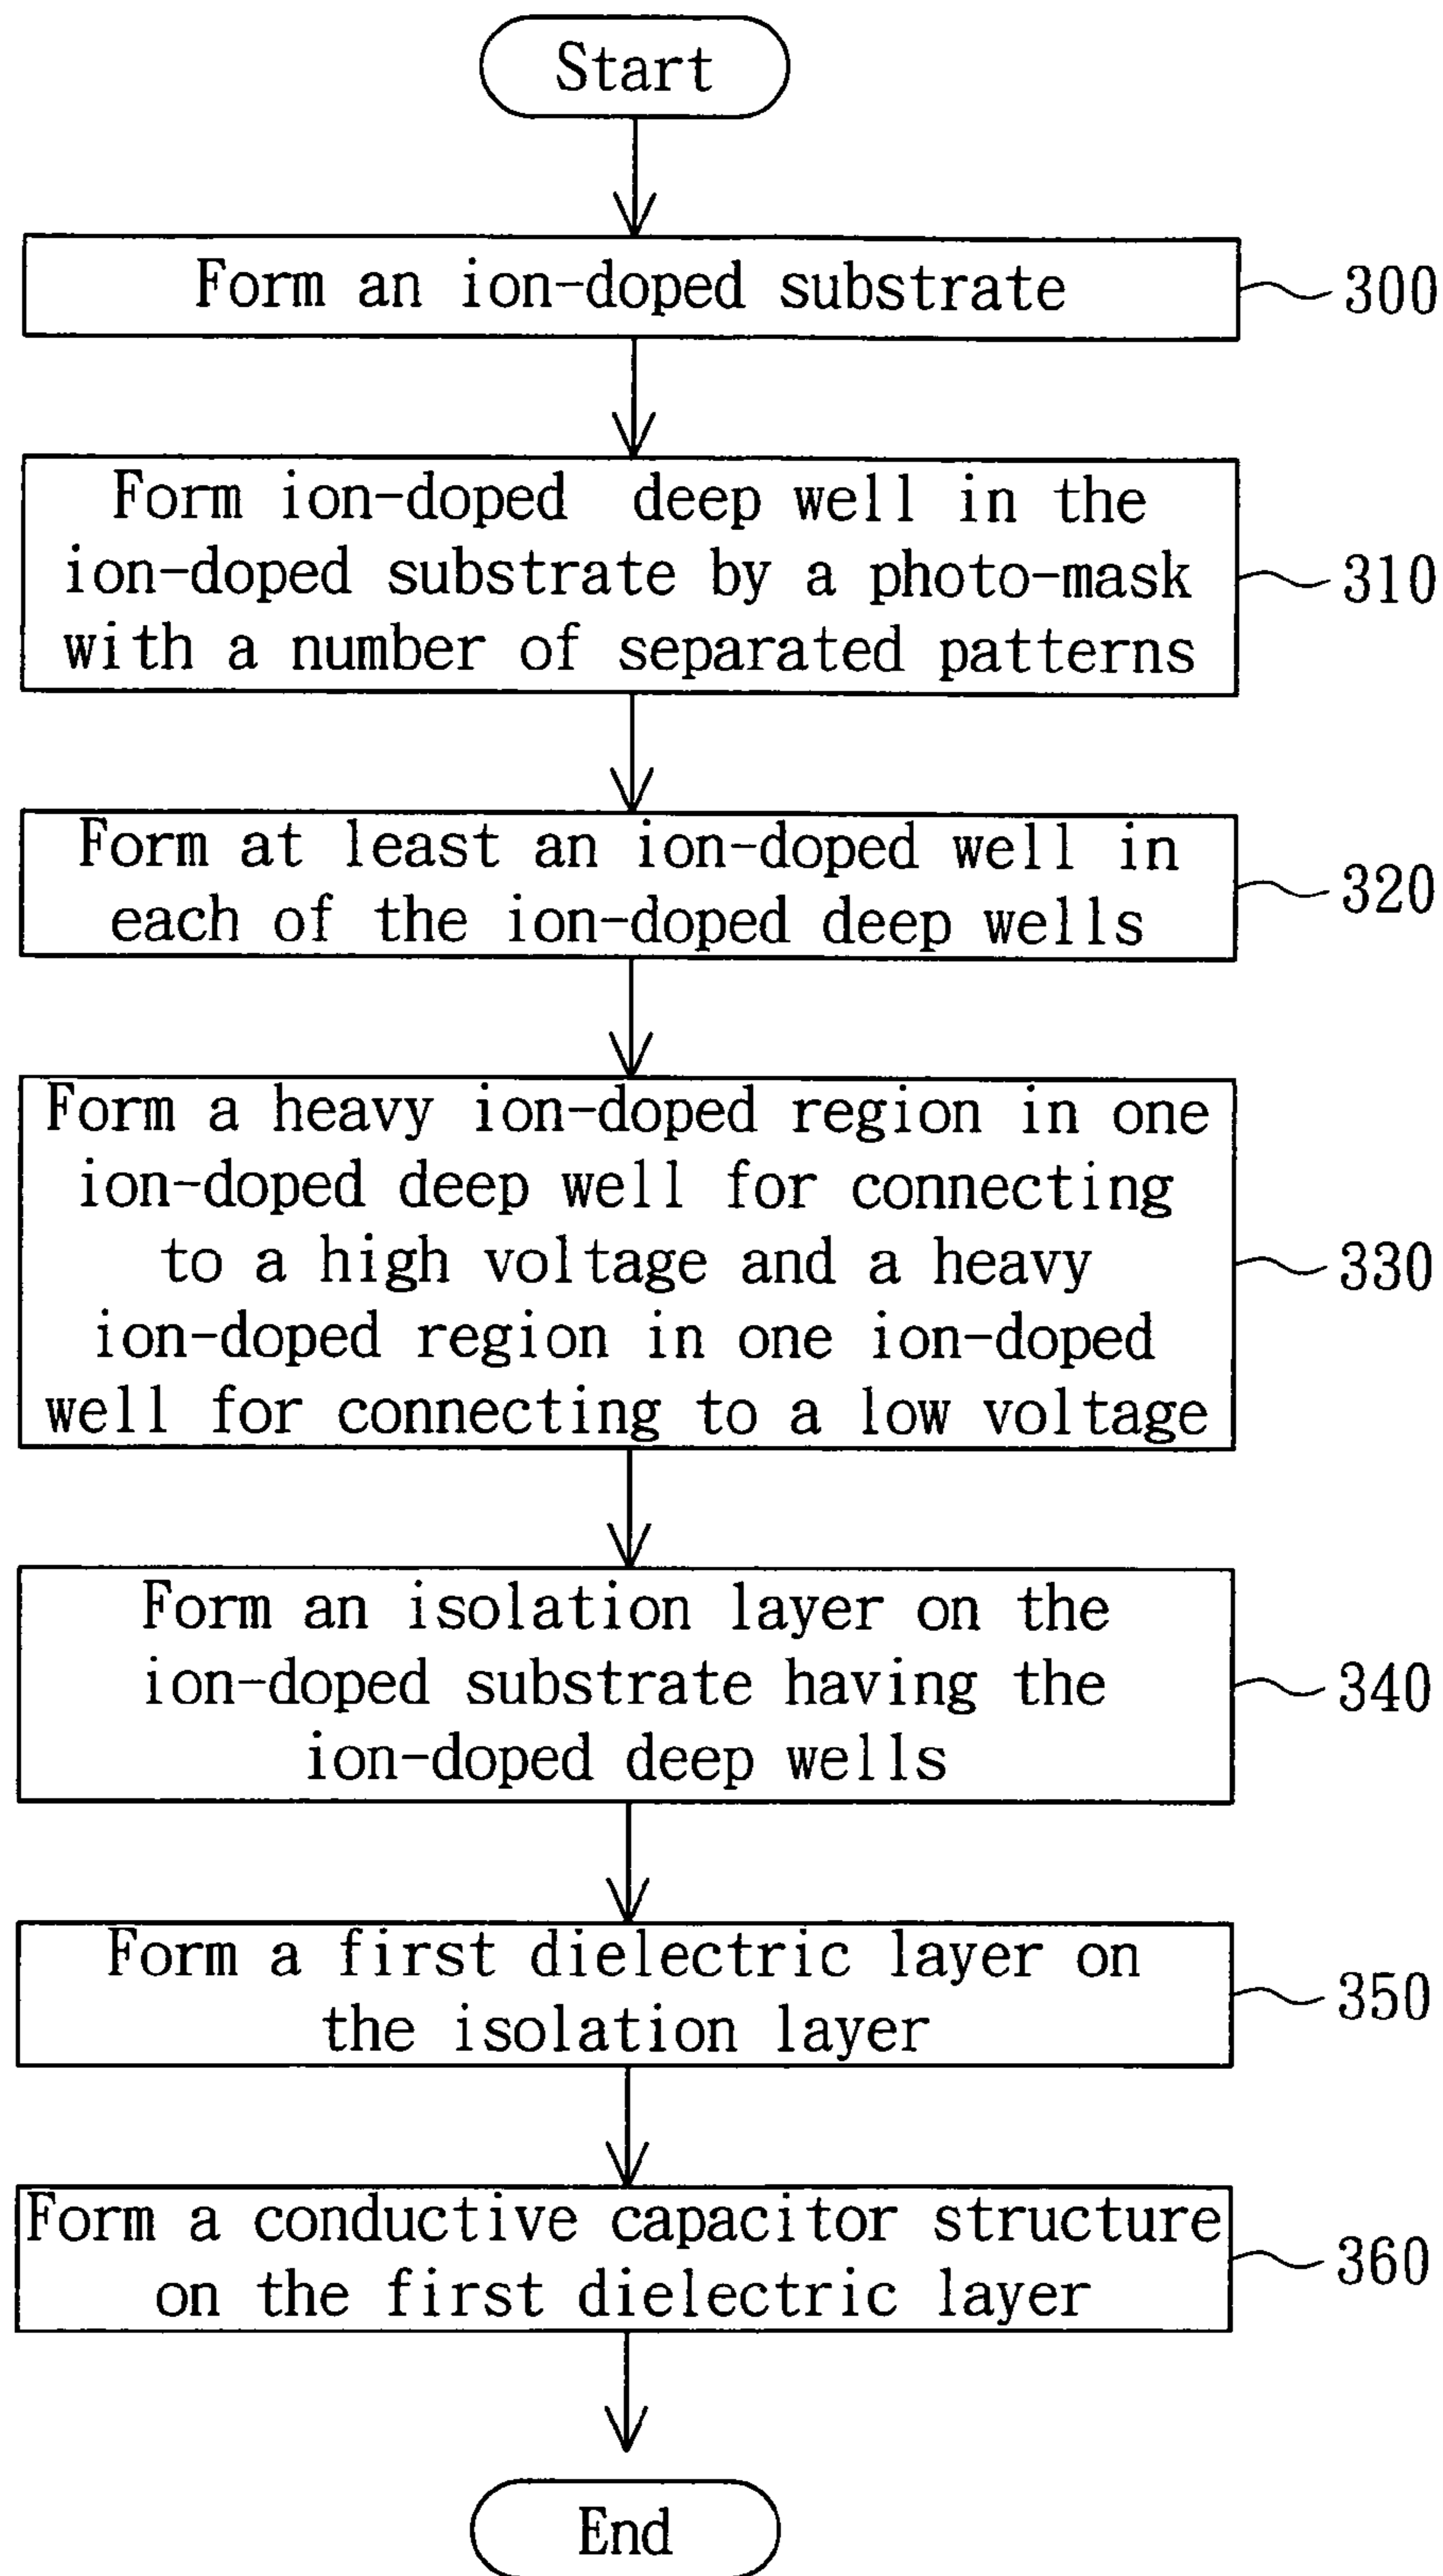 Start
Form an ion-doped substrate
300
Form ion-doped deep well in the
ion-doped substrate by a photo-mask
with a number of separated patterns
310
Form at least an ion-doped well in
each of the ion-doped deep wells
320
Form a heavy ion-doped region in one
ion-doped deep well for connecting
to a high voltage and a heavy
ion-doped region in one ion-doped
well for connecting to a low voltage
330
Form an isolation layer on the
ion-doped substrate having the
ion-doped deep wells
340
Form a first dielectric layer on
the isolation layer
350
Form a conductive capacitor structure
on the first dielectric layer
360
End